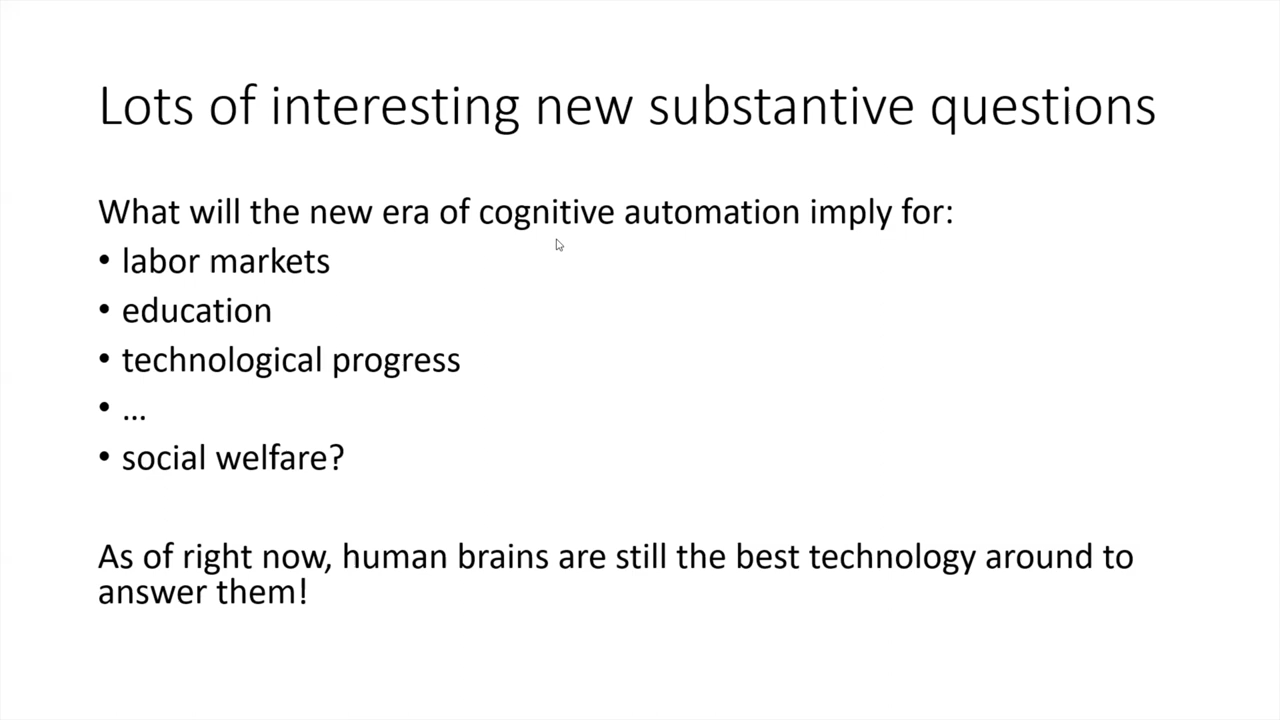 Lots of interesting new substantive questions
What will the new era of cognitive automation imply for:
• labor markets
• education
• technological progress
• ...
• social welfare?
As of right now, human brains are still the best technology around to
answer them!